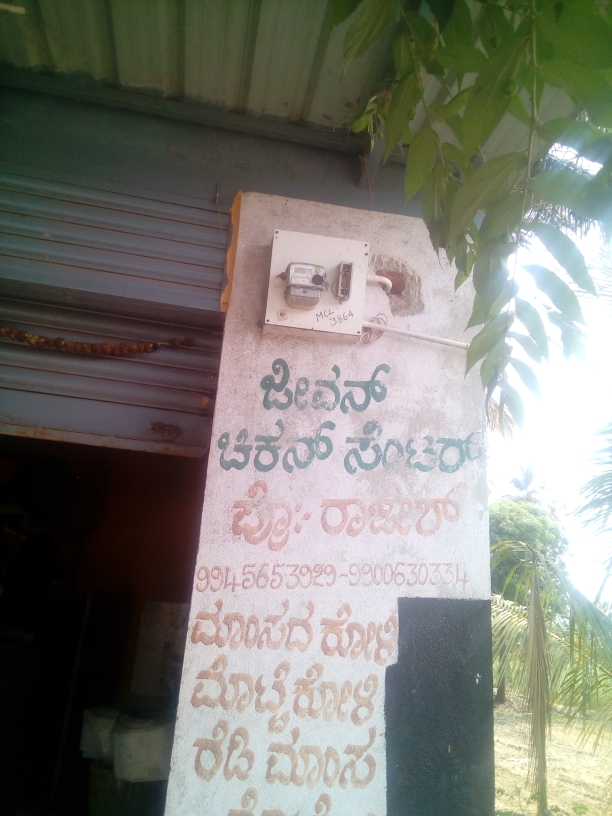 MCL
3864
ಜೀವನ್
ಚಿಕನ್ ಸೆಂಟರ್
ಪ್ರೊ:- ರಾಜೇಶ್
9945653929-9900630334
ಮಾಂಸದ ಕೋಳಿ
ಮೊಟ್ಟೆಕೋಳಿ
ರೆಡಿ ಮಾಂಸ